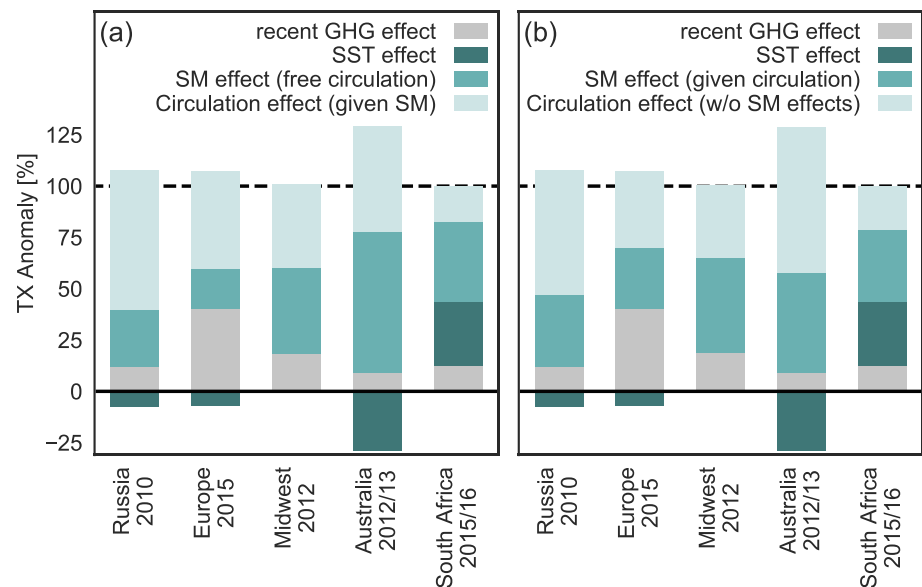 (a)
recent GHG effect
SST effect
SM effect (free circulation)
Circulation effect (given SM)
(b)
recent GHG effect
SST effect
SM effect (given circulation)
Circulation effect (w/o SM effects)
TX Anomaly [%]
125
100
75
50
25
0
−25
Russia
2010
Europe
2015
Midwest
2012
Australia
2012/13
South Africa
2015/16
Russia
2010
Europe
2015
Midwest
2012
Australia
2012/13
South Africa
2015/16